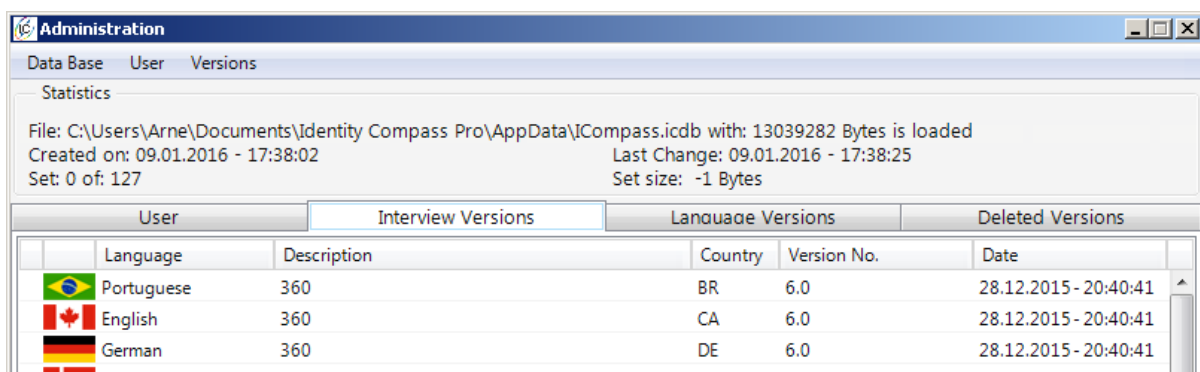 IC Administration
Data Base User Versions
Statistics
File: C:\Users\Arne\Documents\Identity Compass Pro\AppData\ICompass.icdb with: 13039282 Bytes is loaded
Created on: 09.01.2016 - 17:38:02 Last Change: 09.01.2016 - 17:38:25
Set: 0 of: 127 Set size: -1 Bytes
User Interview Versions Language Versions Deleted Versions
Language Description Country Version No. Date
Portuguese 360 BR 6.0 28.12.2015 - 20:40:41
English 360 CA 6.0 28.12.2015 - 20:40:41
German 360 DE 6.0 28.12.2015 - 20:40:41